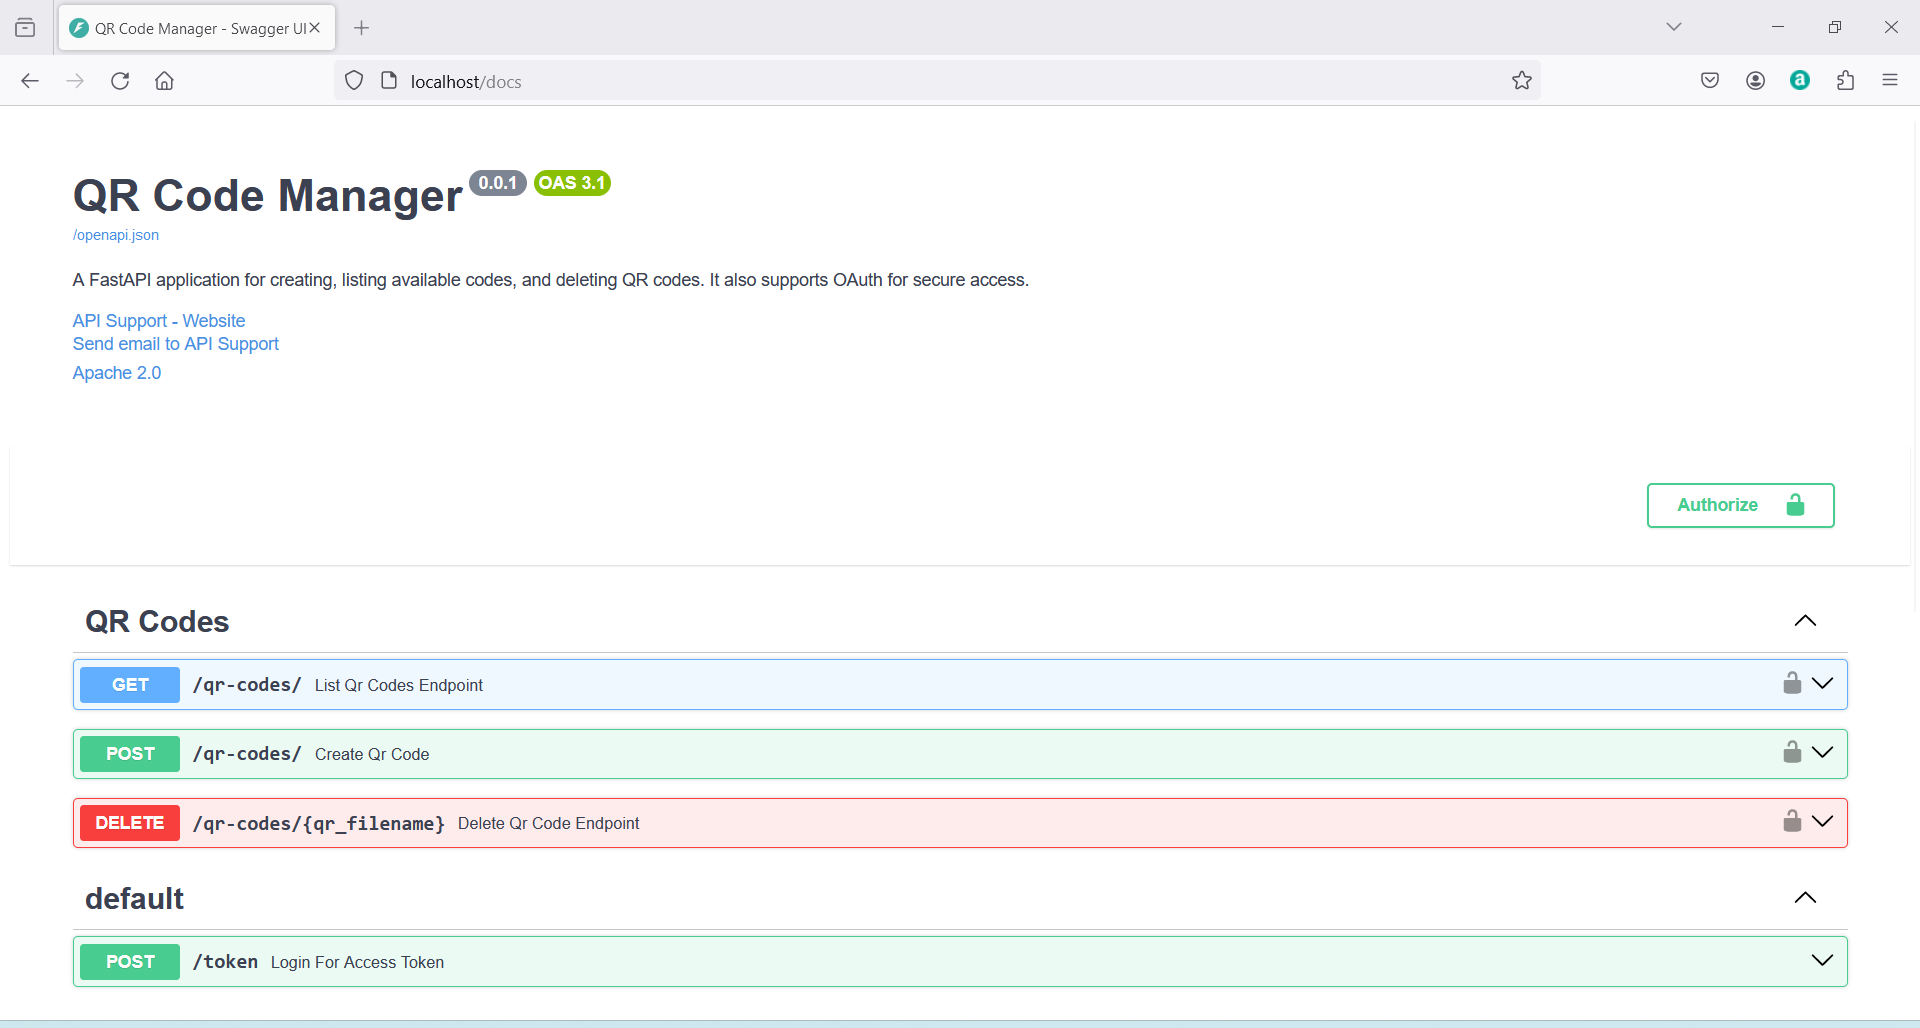 QR Code Manager - Swagger UI
localhost/docs
QR Code Manager 0.0.1 OAS 3.1
/openapi.json
A FastAPI application for creating, listing available codes, and deleting QR codes. It also supports OAuth for secure access.
API Support - Website
Send email to API Support
Apache 2.0
Authorize
QR Codes
GET /qr-codes/ List Qr Codes Endpoint
POST /qr-codes/ Create Qr Code
DELETE /qr-codes/{qr_filename} Delete Qr Code Endpoint
default
POST /token Login For Access Token